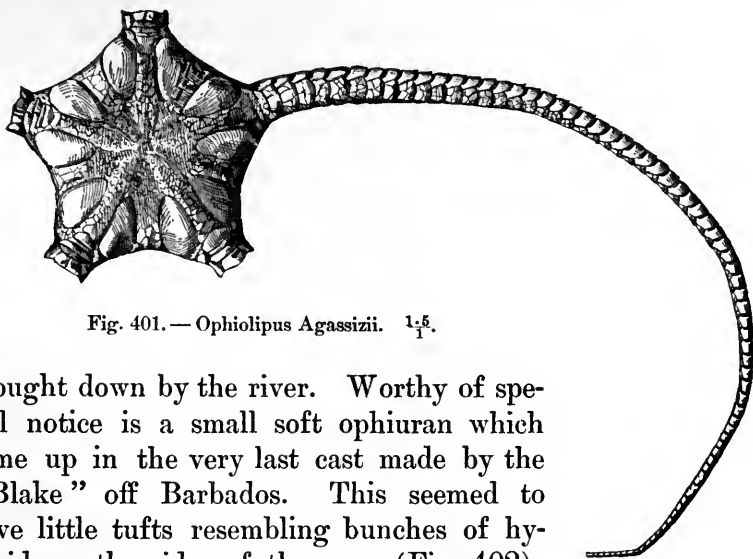 Fig. 401. — Ophiolipus Agassizii. 1·5/1.
ought down by the river. Worthy of spe-
l notice is a small soft ophiuran which
me up in the very last cast made by the
Blake” off Barbados. This seemed to
ve little tufts resembling bunches of hy-